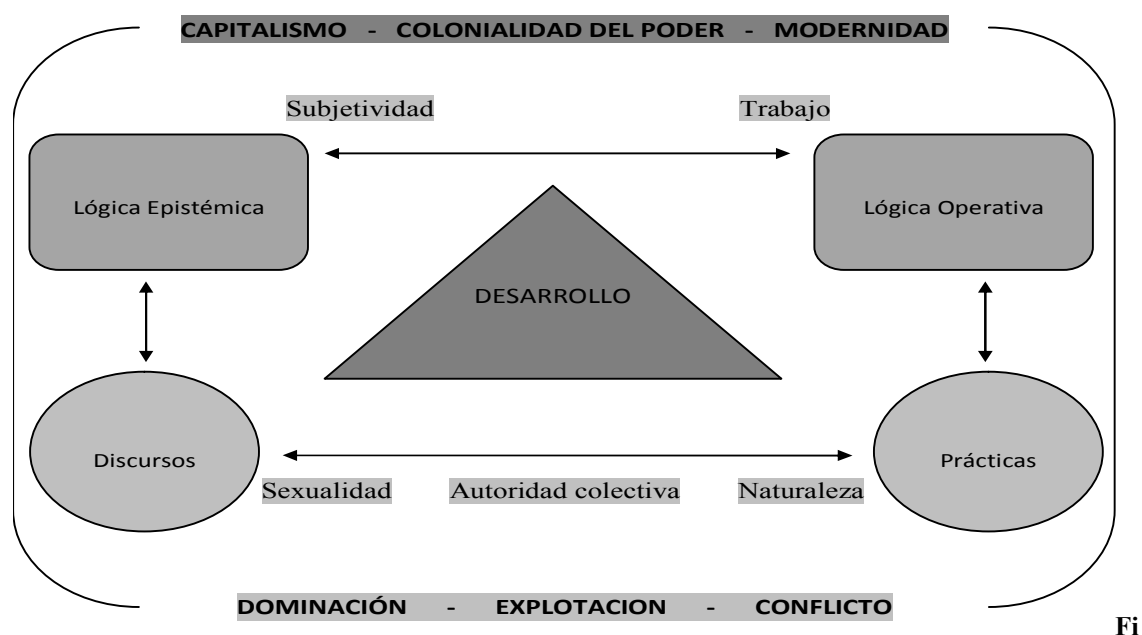 CAPITALISMO - COLONIALIDAD DEL PODER - MODERNIDAD
Subjetividad Trabajo
Lógica Epistémica Lógica Operativa
DESARROLLO
Discursos Prácticas
Sexualidad Autoridad colectiva Naturaleza
DOMINACIÓN - EXPLOTACION - CONFLICTO
Fi